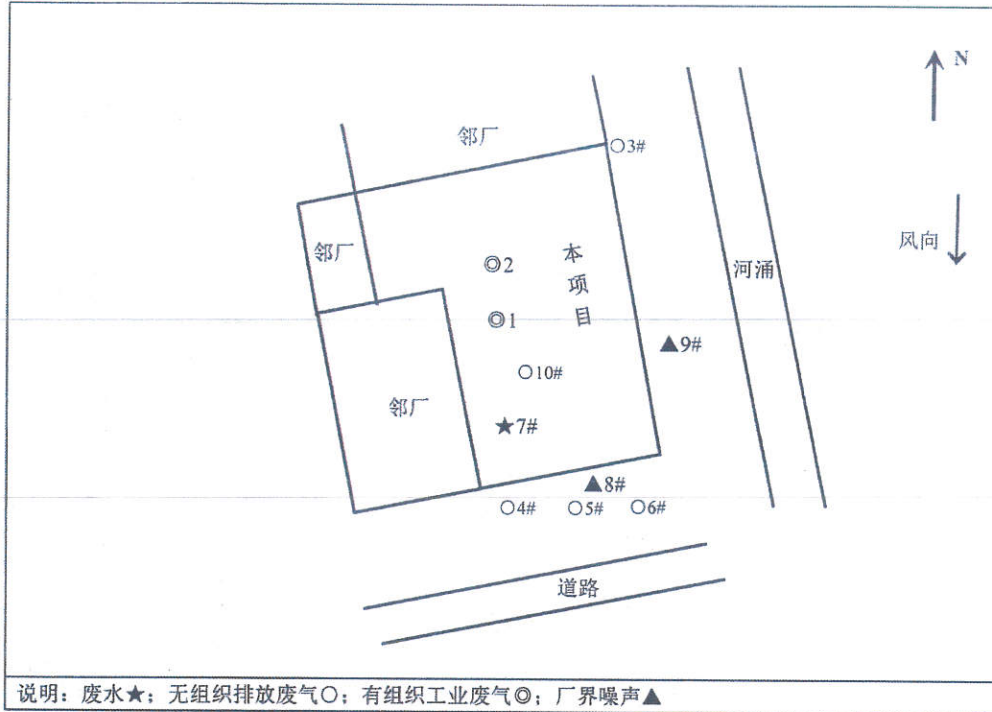 N
邻厂
○3#
风向
邻厂
◎2
本项目
河涌
◎1
▲9#
○10#
邻厂
★7#
▲8#
○4#
○5#
○6#
道路
说明：废水★；无组织排放废气○；有组织工业废气◎；厂界噪声▲